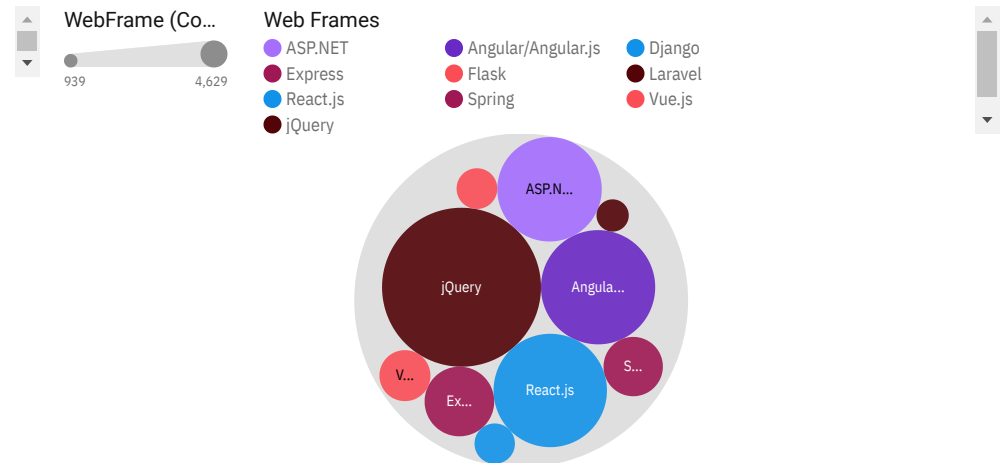 WebFrame (Co...
939 4,629
Web Frames
ASP.NET Angular/Angular.js Django
Express Flask Laravel
React.js Spring Vue.js
jQuery
ASP.N...
jQuery Angula...
V... Ex... React.js S...